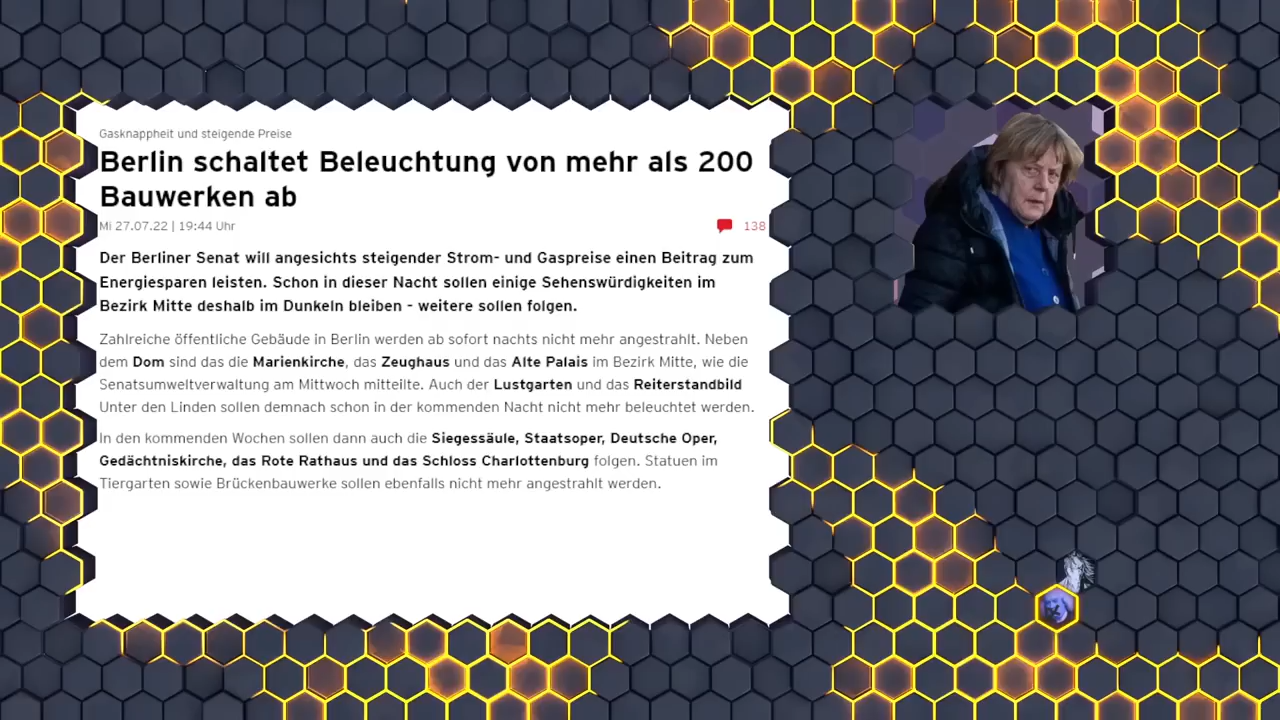 Gasknappheit und steigende Preise
Berlin schaltet Beleuchtung von mehr als 200
Bauwerken ab
Mi 27.07.22 | 19:44 Uhr
138
Der Berliner Senat will angesichts steigender Strom- und Gaspreise einen Beitrag zum
Energiesparen leisten. Schon in dieser Nacht sollen einige Sehenswürdigkeiten im
Bezirk Mitte deshalb im Dunkeln bleiben - weitere sollen folgen.
Zahlreiche öffentliche Gebäude in Berlin werden ab sofort nachts nicht mehr angestrahlt. Neben
dem Dom sind das die Marienkirche, das Zeughaus und das Alte Palais im Bezirk Mitte, wie die
Senatsumweltverwaltung am Mittwoch mitteilte. Auch der Lustgarten und das Reiterstandbild
Unter den Linden sollen demnach schon in der kommenden Nacht nicht mehr beleuchtet werden.
In den kommenden Wochen sollen dann auch die Siegessäule, Staatsoper, Deutsche Oper,
Gedächtniskirche, das Rote Rathaus und das Schloss Charlottenburg folgen. Statuen im
Tiergarten sowie Brückenbauwerke sollen ebenfalls nicht mehr angestrahlt werden.